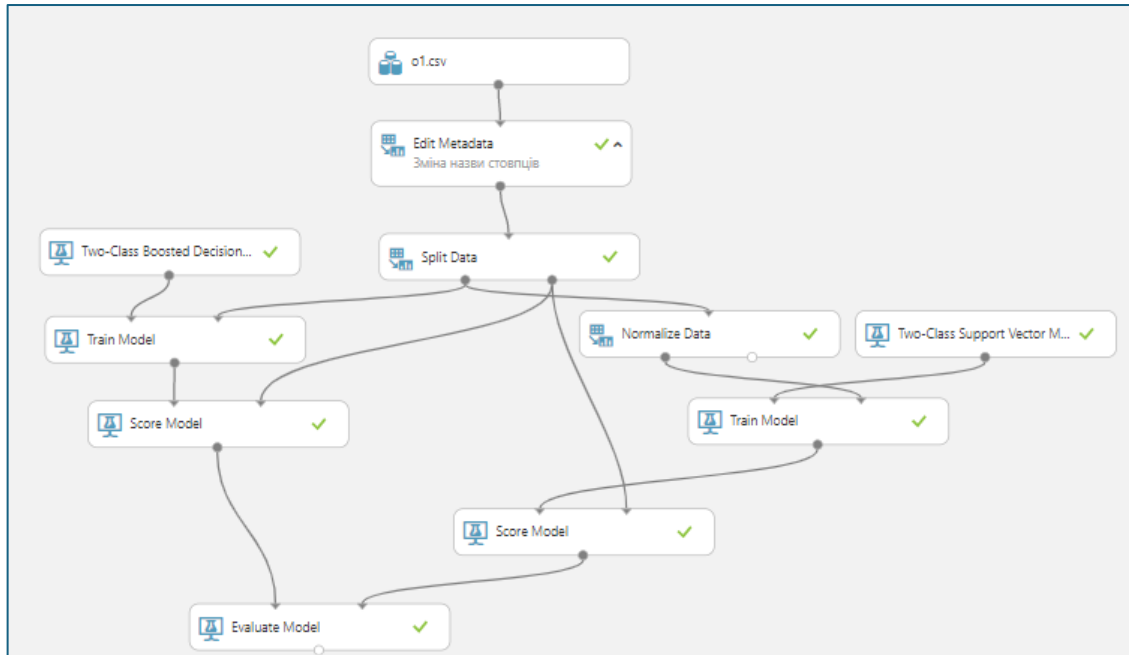 o1.csv
Edit Metadata
Зміна назви стовпців
Two-Class Boosted Decision...
Split Data
Train Model
Normalize Data
Two-Class Support Vector M...
Score Model
Train Model
Score Model
Evaluate Model